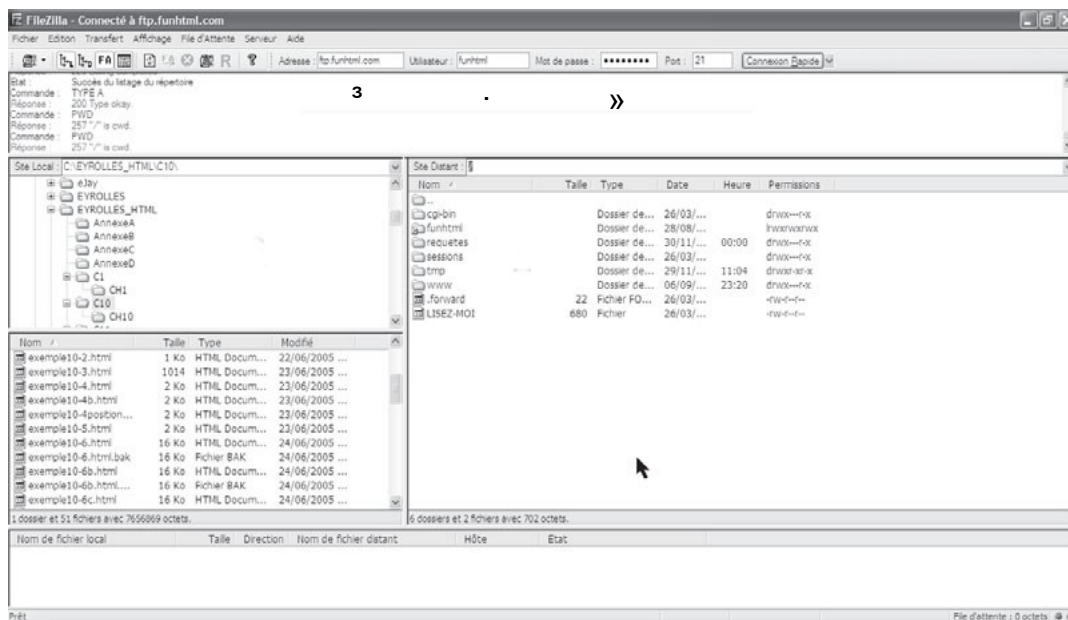 FileZilla - Connecté à ftp.funhtml.com
Fichier Edition Transfert Affichage File d'Attente Serveur Aide
Adresse : ftp.funhtml.com Utilisateur : funhtml Mot de passe : •••••••• Port : 21 Connexion Rapide
Etat : Succès du listage du répertoire
Commande : TYPE A
Réponse : 200 Type okay.
Commande : PWD
Réponse : 257 "/" is cwd.
Commande : PWD
Réponse : 257 "/" is cwd.
3 . »
Site Local : C:\EYROLLES_HTML\C10\
eJay
EYROLLES
EYROLLES_HTML
AnnexeA
AnnexeB
AnnexeC
AnnexeD
C1
CH1
C10
CH10
Nom Taille Type Modifié
exemple10-2.html 1 Ko HTML Docum... 22/06/2005 ...
exemple10-3.html 1014 HTML Docum... 23/06/2005 ...
exemple10-4.html 2 Ko HTML Docum... 23/06/2005 ...
exemple10-4b.html 2 Ko HTML Docum... 23/06/2005 ...
exemple10-4position... 2 Ko HTML Docum... 23/06/2005 ...
exemple10-5.html 2 Ko HTML Docum... 23/06/2005 ...
exemple10-6.html 16 Ko HTML Docum... 24/06/2005 ...
exemple10-6.html.bak 16 Ko Fichier BAK 24/06/2005 ...
exemple10-6b.html 16 Ko HTML Docum... 24/06/2005 ...
exemple10-6b.html.... 16 Ko Fichier BAK 24/06/2005 ...
exemple10-6c.html 16 Ko HTML Docum... 24/06/2005 ...
1 dossier et 51 fichiers avec 7656869 octets.
Site Distant : /
Nom Taille Type Date Heure Permissions
..
cgi-bin Dossier de... 26/03/... drwx---r-x
funhtml Dossier de... 28/08/... lrwxrwxrwx
requetes Dossier de... 30/11/... 00:00 drwx---r-x
sessions Dossier de... 26/03/... drwx---r-x
tmp Dossier de... 29/11/... 11:04 drwxr-xr-x
www Dossier de... 06/09/... 23:20 drwx---r-x
.forward 22 Fichier FO... 26/03/... -rw-r--r--
LISEZ-MOI 680 Fichier 26/03/... -rw-r--r--
6 dossiers et 2 fichiers avec 702 octets.
Nom de fichier local Taille Direction Nom de fichier distant Hôte Etat
Prêt File d'attente : 0 octets